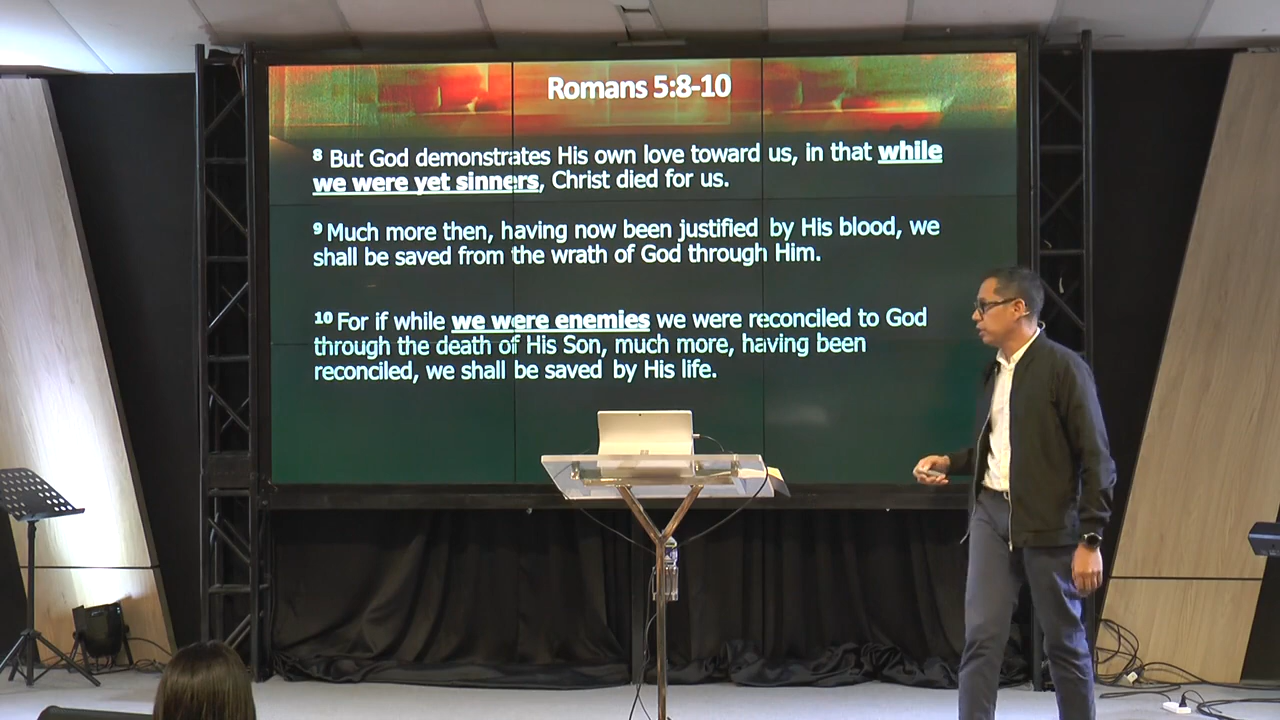 Romans 5:8-10
8 But God demonstrates His own love toward us, in that while
we were yet sinners, Christ died for us.
9 Much more then, having now been justified by His blood, we
shall be saved from the wrath of God through Him.
10 For if while we were enemies we were reconciled to God
through the death of His Son, much more, having been
reconciled, we shall be saved by His life.